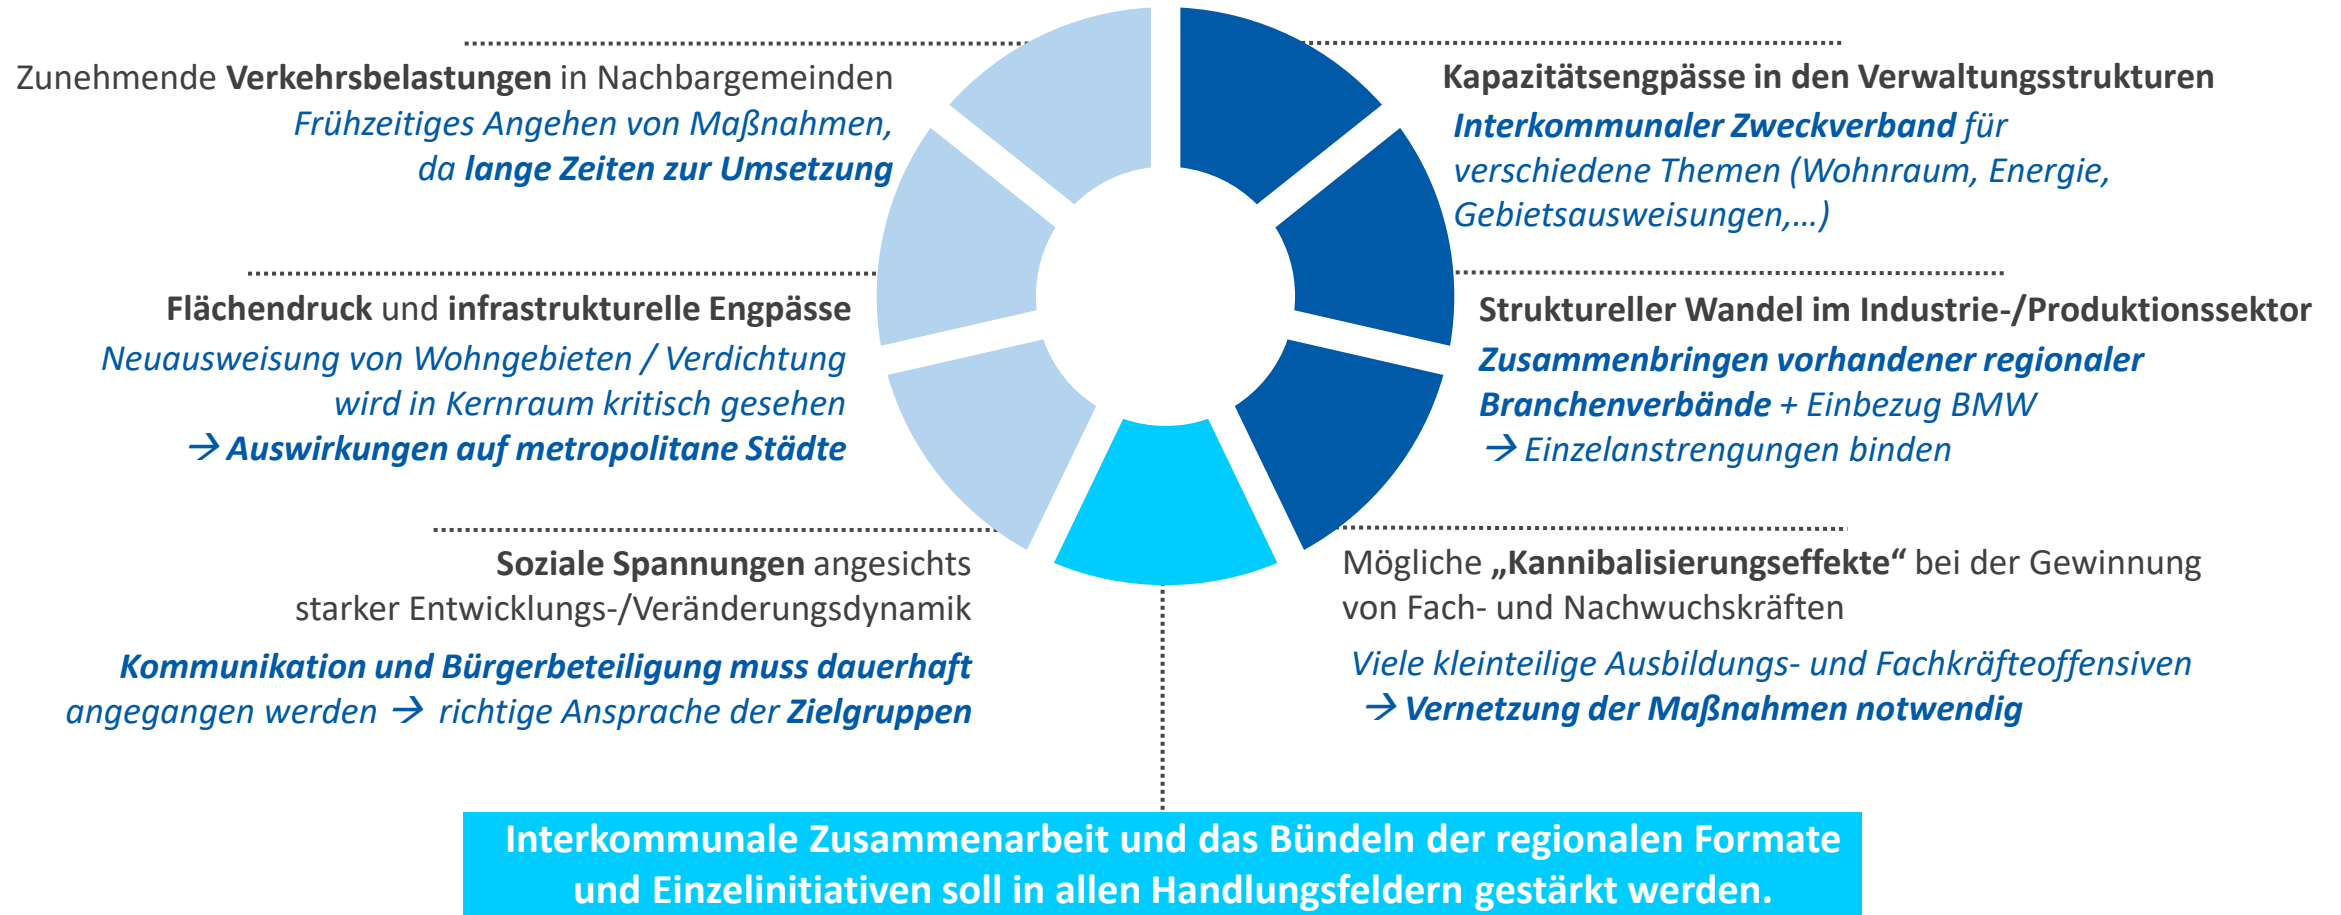 Zunehmende Verkehrsbelastungen in Nachbargemeinden
Frühzeitiges Angehen von Maßnahmen,
da lange Zeiten zur Umsetzung
Flächendruck und infrastrukturelle Engpässe
Neuausweisung von Wohngebieten / Verdichtung
wird in Kernraum kritisch gesehen
→ Auswirkungen auf metropolitane Städte
Soziale Spannungen angesichts
starker Entwicklungs-/Veränderungsdynamik
Kommunikation und Bürgerbeteiligung muss dauerhaft
angegangen werden → richtige Ansprache der Zielgruppen
Kapazitätsengpässe in den Verwaltungsstrukturen
Interkommunaler Zweckverband für
verschiedene Themen (Wohnraum, Energie,
Gebietsausweisungen,...)
Struktureller Wandel im Industrie-/Produktionssektor
Zusammenbringen vorhandener regionaler
Branchenverbände + Einbezug BMW
→ Einzelanstrengungen binden
Mögliche „Kannibalisierungseffekte“ bei der Gewinnung
von Fach- und Nachwuchskräften
Viele kleinteilige Ausbildungs- und Fachkräfteoffensiven
→ Vernetzung der Maßnahmen notwendig
Interkommunale Zusammenarbeit und das Bündeln der regionalen Formate
und Einzelinitiativen soll in allen Handlungsfeldern gestärkt werden.